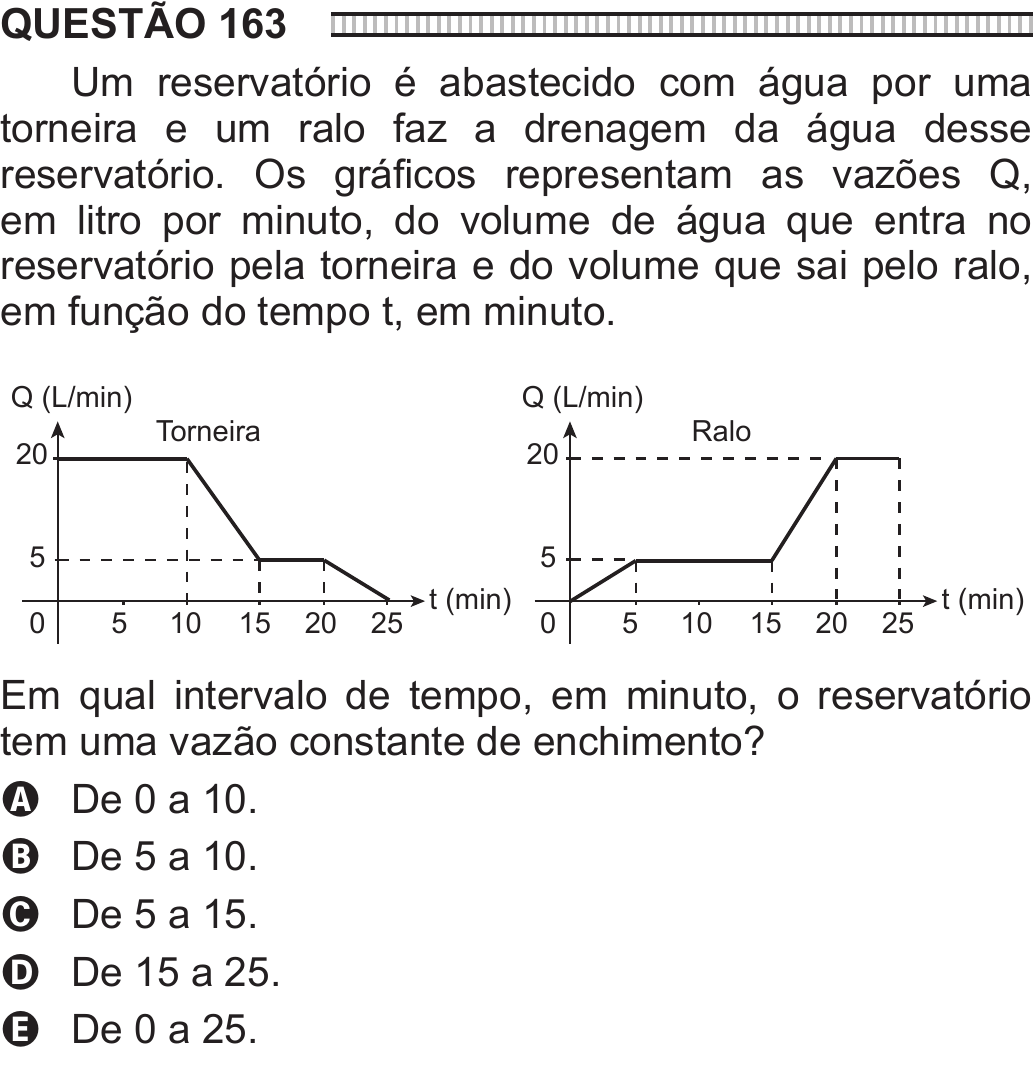 QUESTÃO 163
Um reservatório é abastecido com água por uma
torneira e um ralo faz a drenagem da água desse
reservatório. Os gráficos representam as vazões Q,
em litro por minuto, do volume de água que entra no
reservatório pela torneira e do volume que sai pelo ralo,
em função do tempo t, em minuto.
Q (L/min)
Torneira
20
5
0 5 10 15 20 25
t (min)
Q (L/min)
Ralo
20
5
0 5 10 15 20 25
t (min)
Em qual intervalo de tempo, em minuto, o reservatório
tem uma vazão constante de enchimento?
A De 0 a 10.
B De 5 a 10.
C De 5 a 15.
D De 15 a 25.
E De 0 a 25.